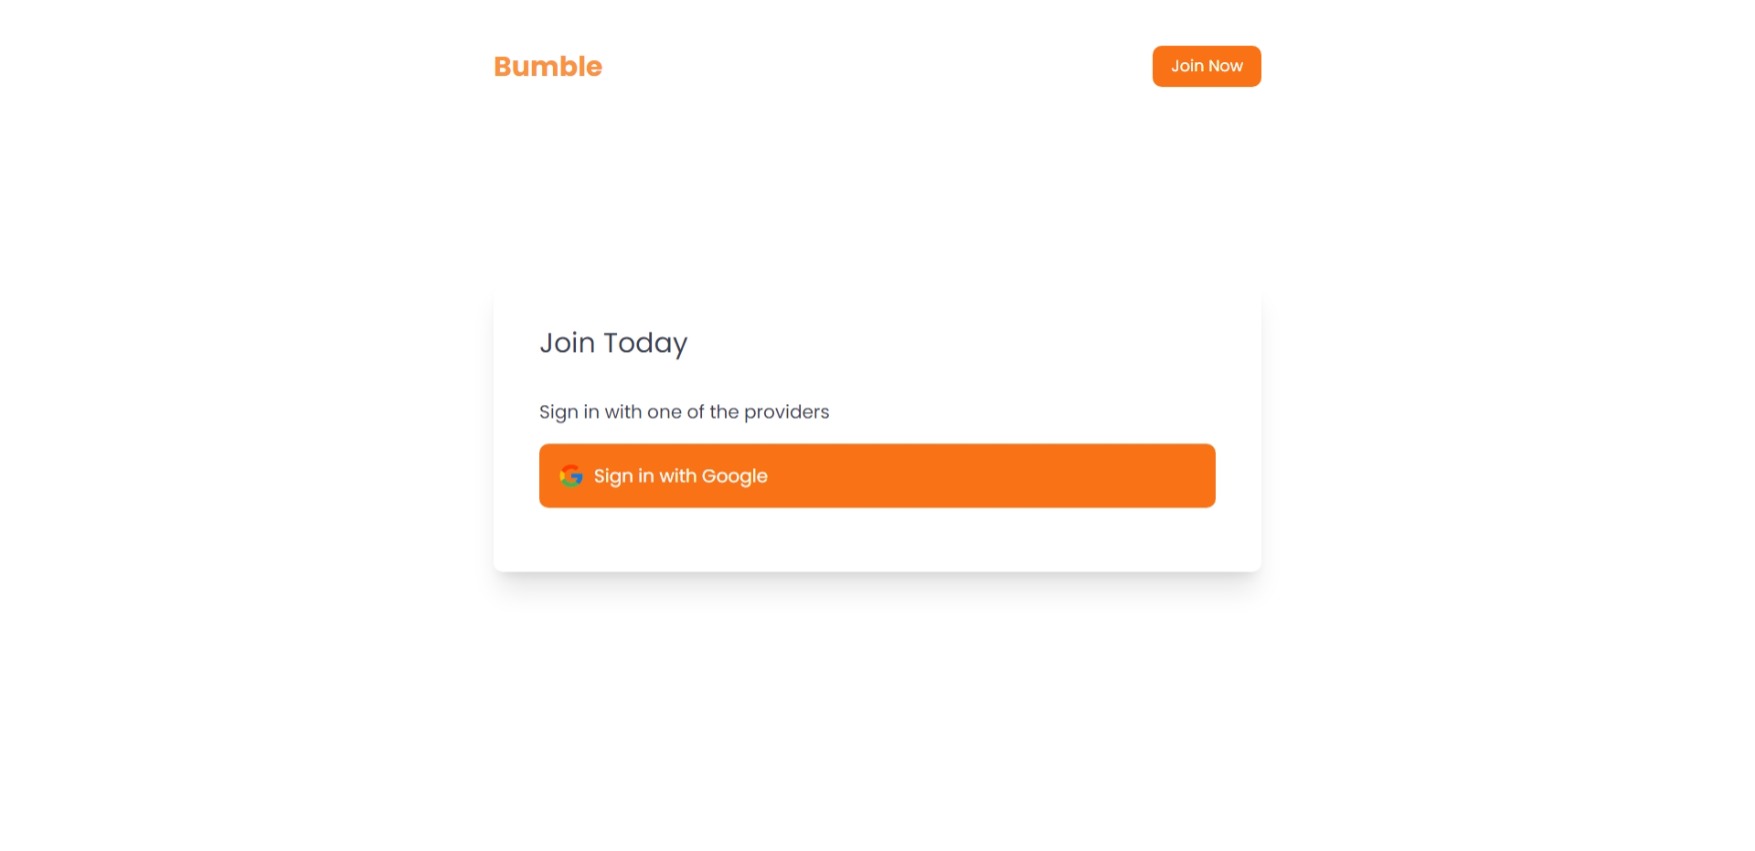 Bumble
Join Now
Join Today
Sign in with one of the providers
Sign in with Google